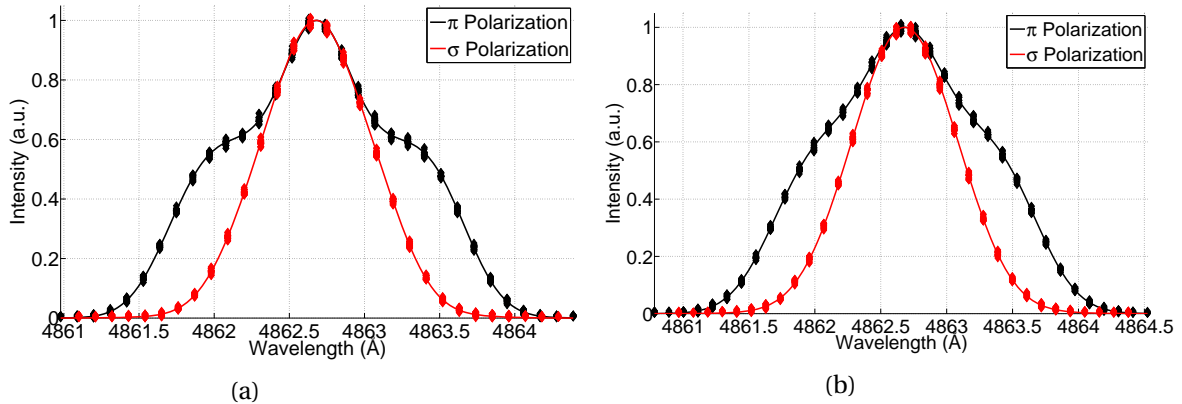 (a)
π Polarization
σ Polarization
Intensity (a.u.)
1
0.8
0.6
0.4
0.2
0
4861 4861.5 4862 4862.5 4863 4863.5 4864
Wavelength (Å)
(a)
(b)
π Polarization
σ Polarization
Intensity (a.u.)
1
0.8
0.6
0.4
0.2
0
4861 4861.5 4862 4862.5 4863 4863.5 4864 4864.5
Wavelength (Å)
(b)